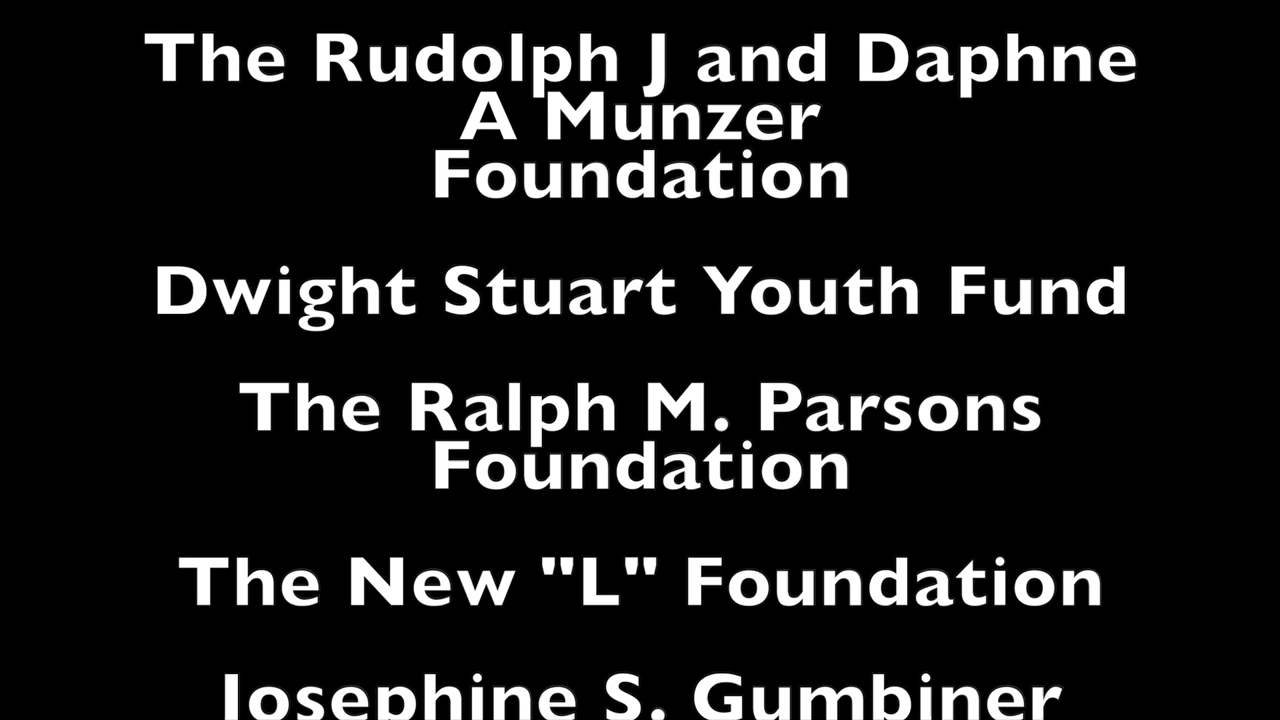 The Rudolph J and Daphne
A Munzer
Foundation
Dwight Stuart Youth Fund
The Ralph M. Parsons
Foundation
The New "L" Foundation
Josephine S. Gumbiner